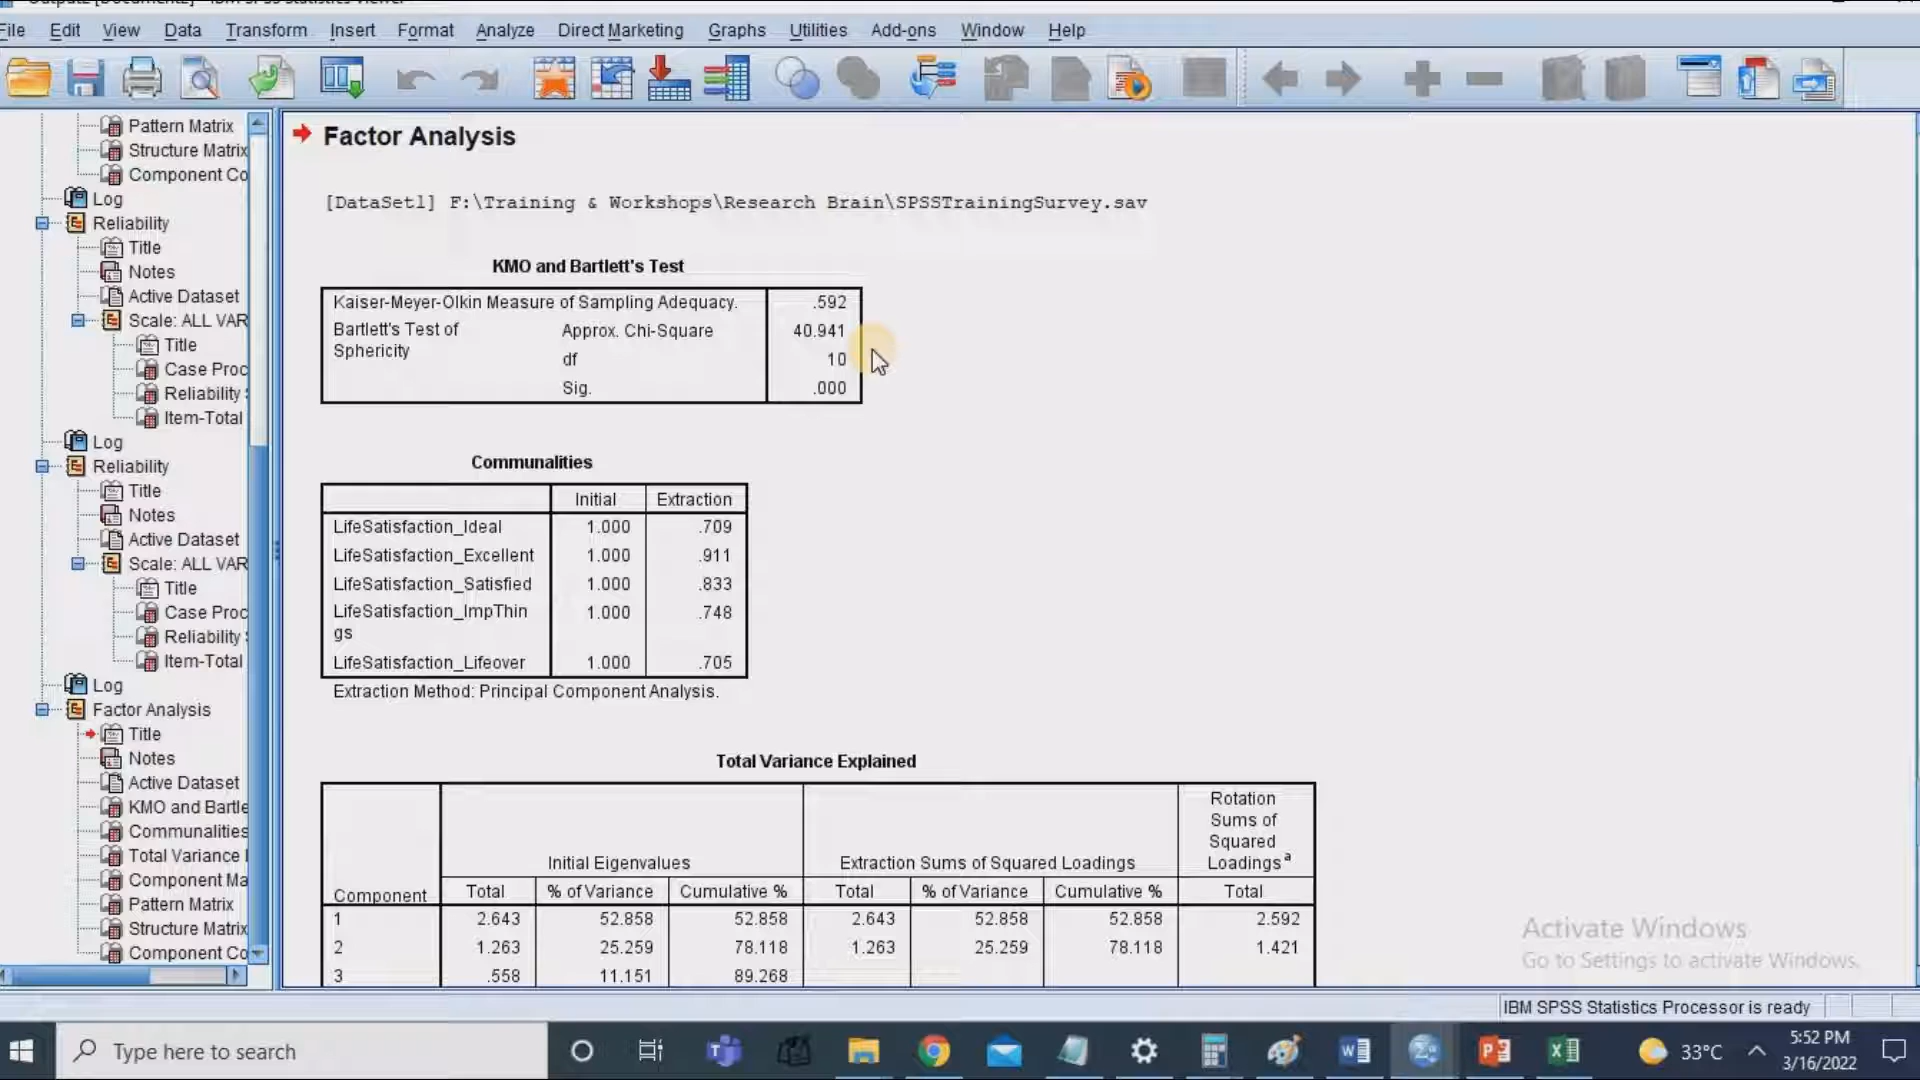 File Edit View Data Transform Insert Format Analyze Direct Marketing Graphs Utilities Add-ons Window Help
Pattern Matrix
Structure Matrix
Component Co
Log
Reliability
Title
Notes
Active Dataset
Scale: ALL VAR
Title
Case Proc
Reliability
Item-Total
Log
Reliability
Title
Notes
Active Dataset
Scale: ALL VAR
Title
Case Proc
Reliability
Item-Total
Log
Factor Analysis
Title
Notes
Active Dataset
KMO and Bartle
Communalities
Total Variance
Component Ma
Pattern Matrix
Structure Matrix
Component Co
Factor Analysis
[DataSet1] F:\Training & Workshops\Research Brain\SPSSTrainingSurvey.sav
KMO and Bartlett's Test
Kaiser-Meyer-Olkin Measure of Sampling Adequacy. .592
Bartlett's Test of Approx. Chi-Square 40.941
Sphericity
df 10
Sig. .000
Communalities
Initial Extraction
LifeSatisfaction_Ideal 1.000 .709
LifeSatisfaction_Excellent 1.000 .911
LifeSatisfaction_Satisfied 1.000 .833
LifeSatisfaction_ImpThin 1.000 .748
gs
LifeSatisfaction_Lifeover 1.000 .705
Extraction Method: Principal Component Analysis.
Total Variance Explained
Rotation
Sums of
Squared
Initial Eigenvalues Extraction Sums of Squared Loadings Loadings a
Component Total % of Variance Cumulative % Total % of Variance Cumulative % Total
1 2.643 52.858 52.858 2.643 52.858 52.858 2.592
2 1.263 25.259 78.118 1.263 25.259 78.118 1.421
3 .558 11.151 89.268
Activate Windows
Go to Settings to activate Windows.
IBM SPSS Statistics Processor is ready
Type here to search
33°C
5:52 PM
3/16/2022